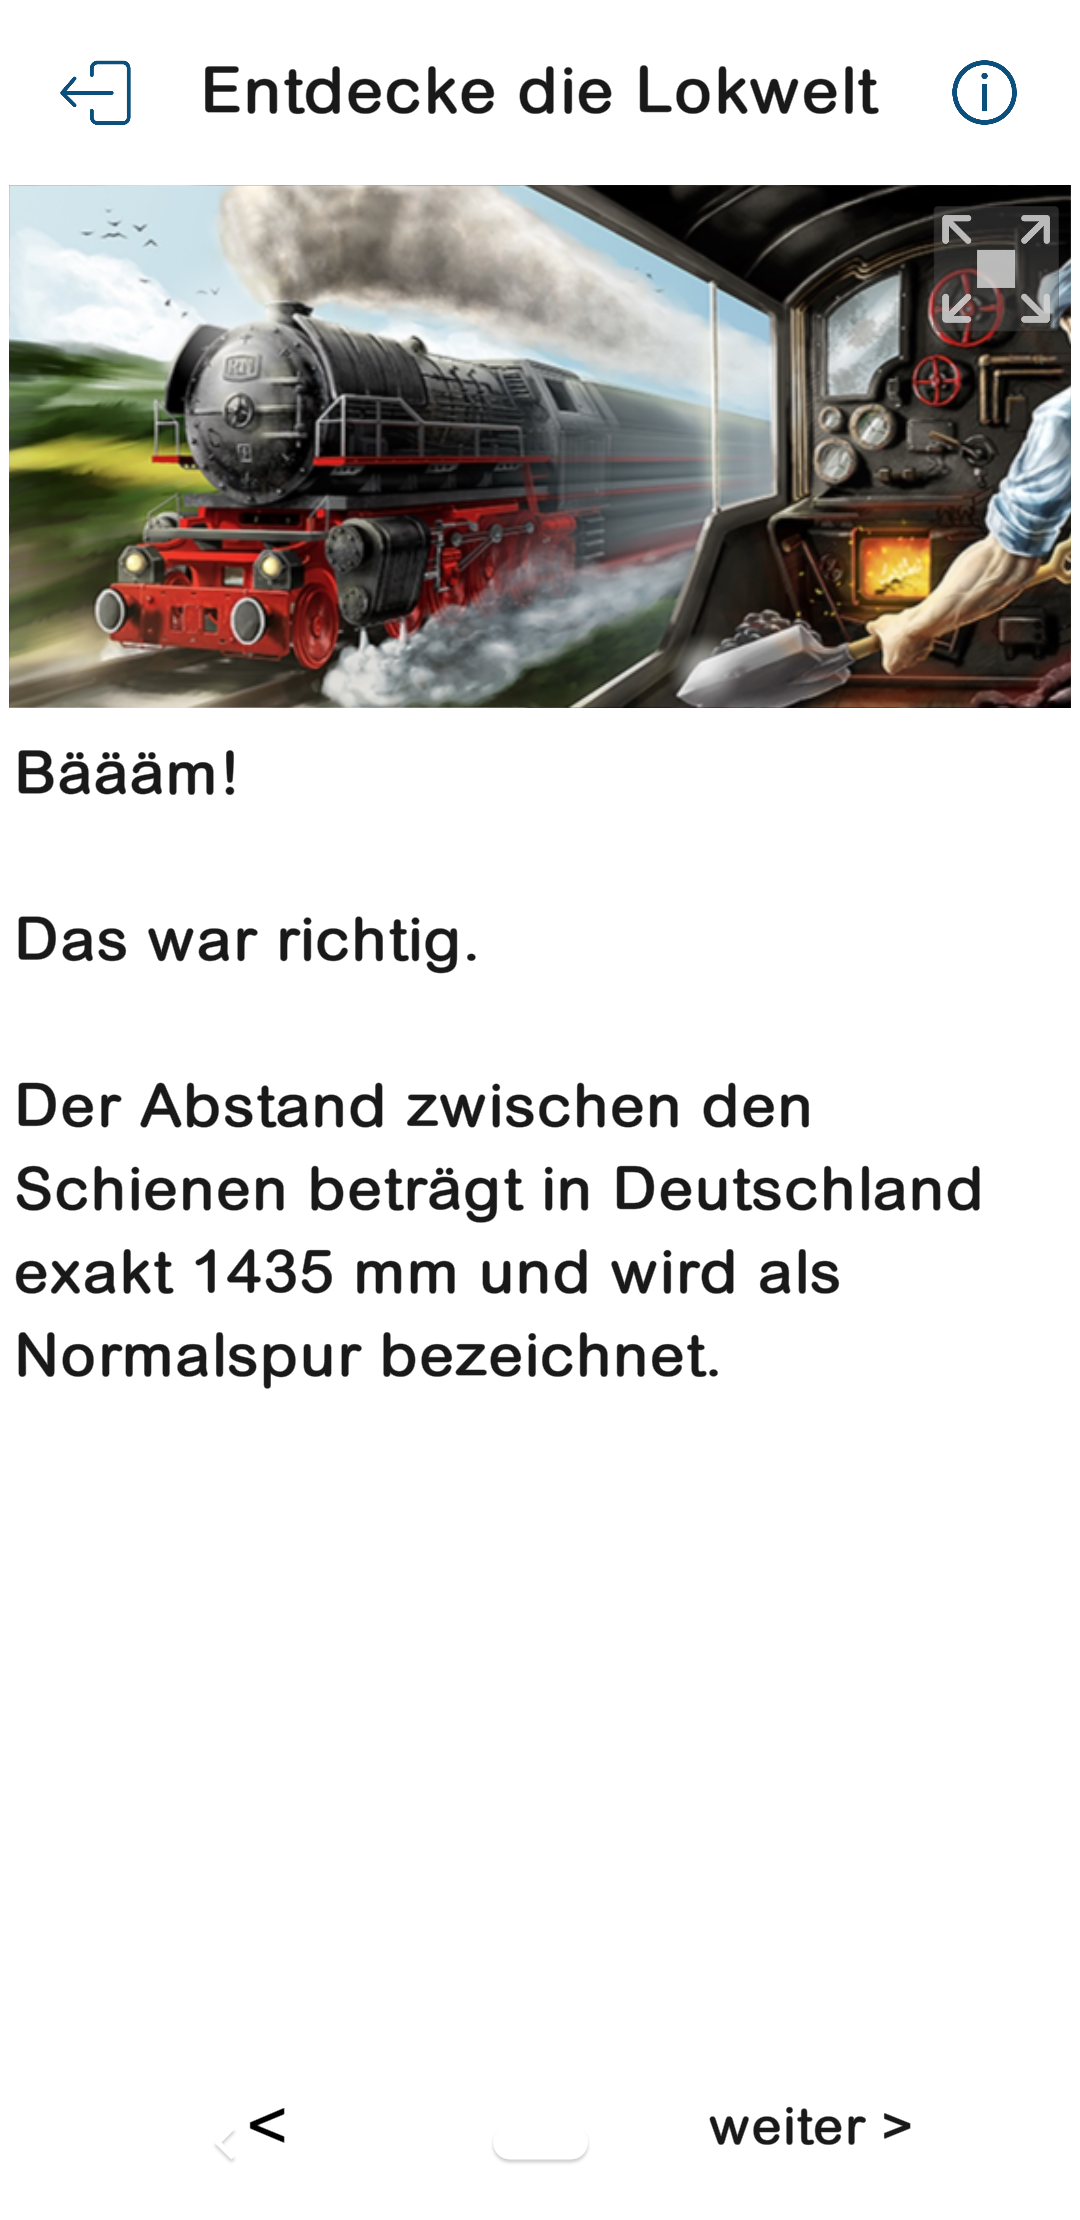 Entdecke die Lokwelt
Bäääm!
Das war richtig.
Der Abstand zwischen den
Schienen beträgt in Deutschland
exakt 1435 mm und wird als
Normalspur bezeichnet.
< weiter >